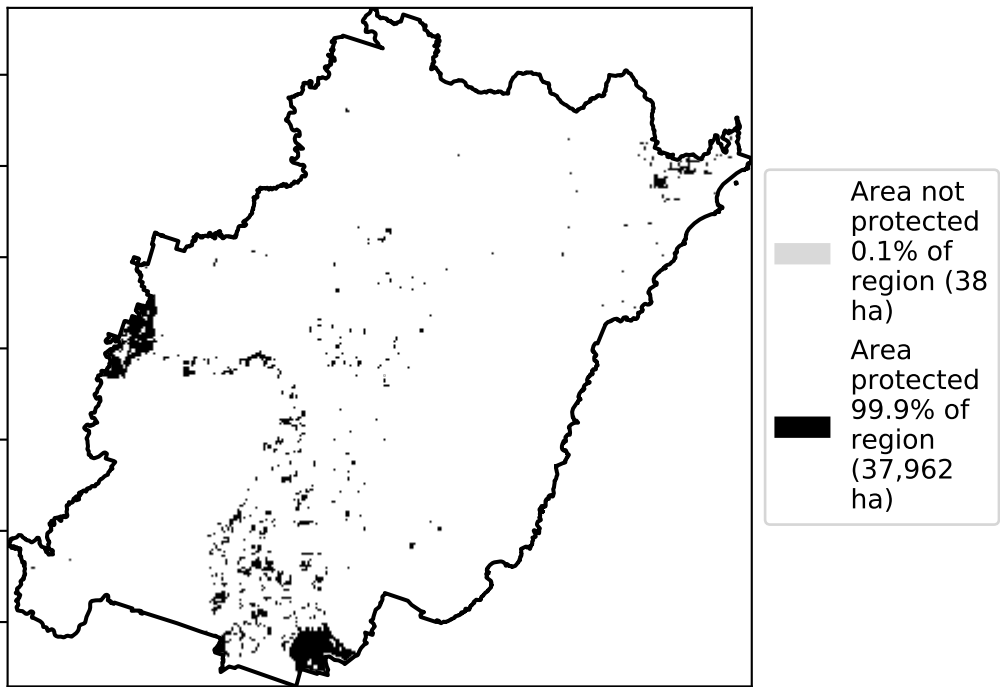 Area not
protected
0.1% of
region (38
ha)
Area
protected
99.9% of
region
(37,962
ha)